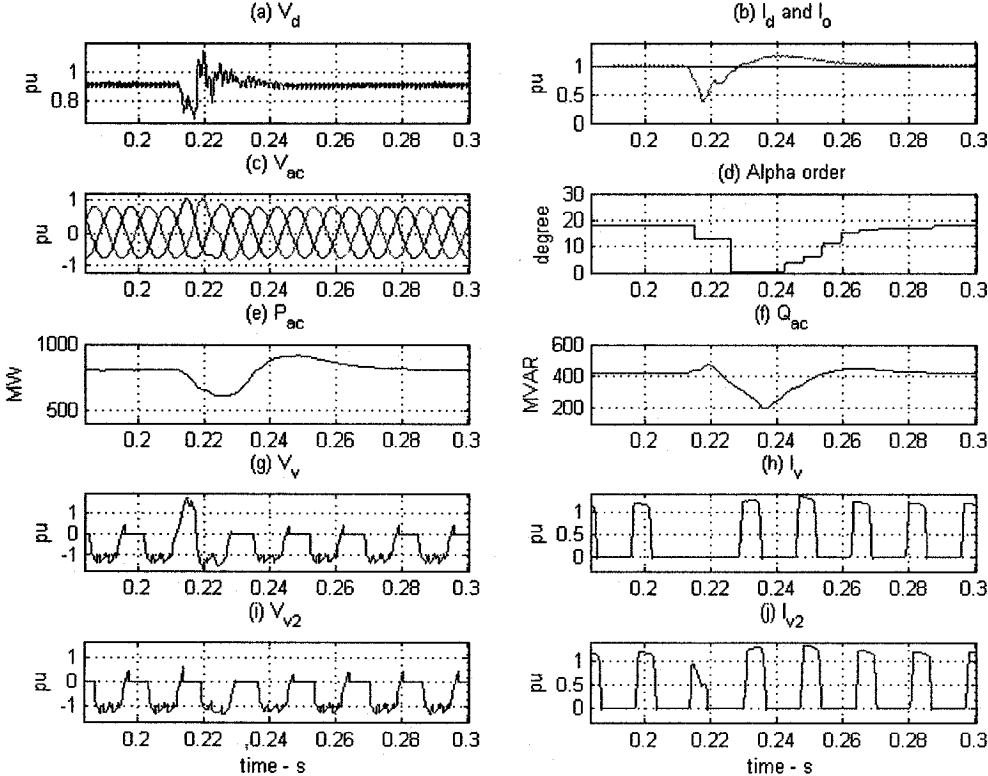 (a) V_d
(b) I_d and I_o
pu
1
0.8
0.2 0.22 0.24 0.26 0.28 0.3
pu
1
0.5
0
0.2 0.22 0.24 0.26 0.28 0.3
(c) V_ac
(d) Alpha order
pu
1
0
-1
0.2 0.22 0.24 0.26 0.28 0.3
degree
30
20
10
0
0.2 0.22 0.24 0.26 0.28 0.3
(e) P_ac
(f) Q_ac
MW
1000
500
0.2 0.22 0.24 0.26 0.28 0.3
MVAR
600
400
200
0.2 0.22 0.24 0.26 0.28 0.3
(g) V_v
(h) I_v
pu
1
0
-1
0.2 0.22 0.24 0.26 0.28 0.3
pu
1
0.5
0
0.2 0.22 0.24 0.26 0.28 0.3
(i) V_v2
(j) I_v2
pu
1
0
-1
0.2 0.22 0.24 0.26 0.28 0.3
time - s
pu
1
0.5
0
0.2 0.22 0.24 0.26 0.28 0.3
time - s